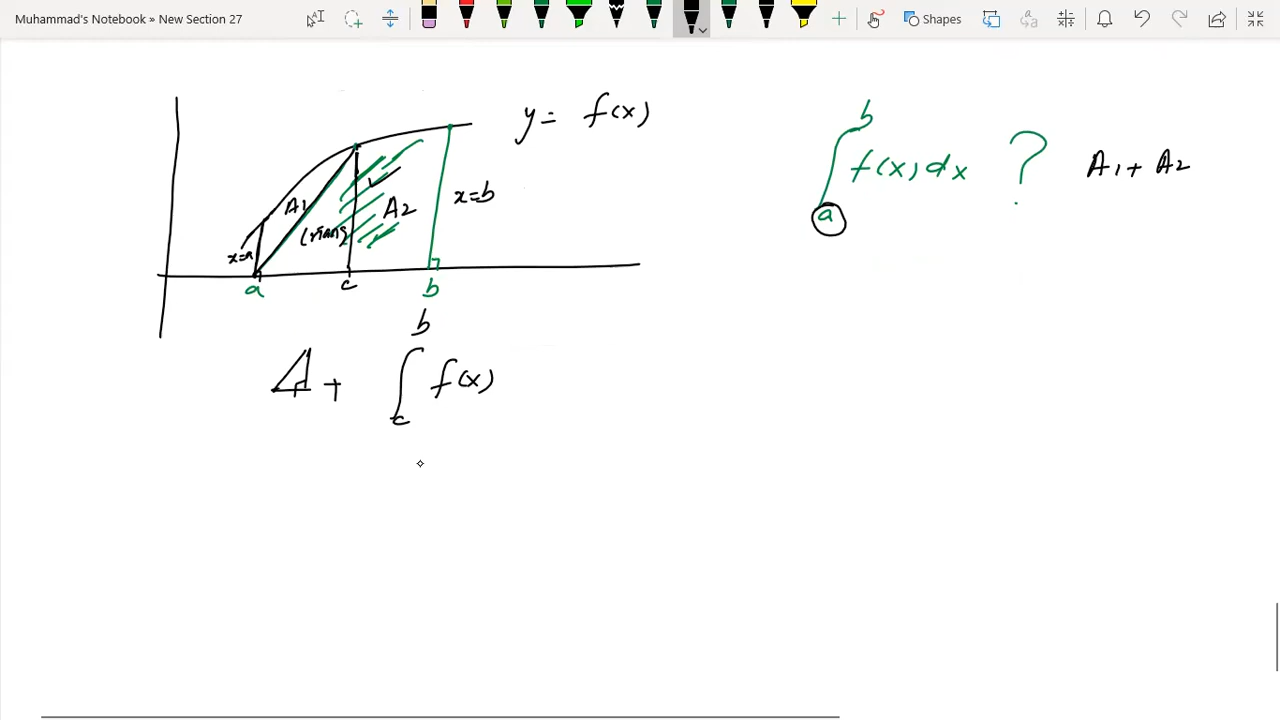 Muhammad's Notebook » New Section 27
Shapes
y = f(x)
b
∫ f(x) dx ? A1 + A2
a
A1
A2
x=b
x=a
a c b
b
+ ∫ f(x)
c